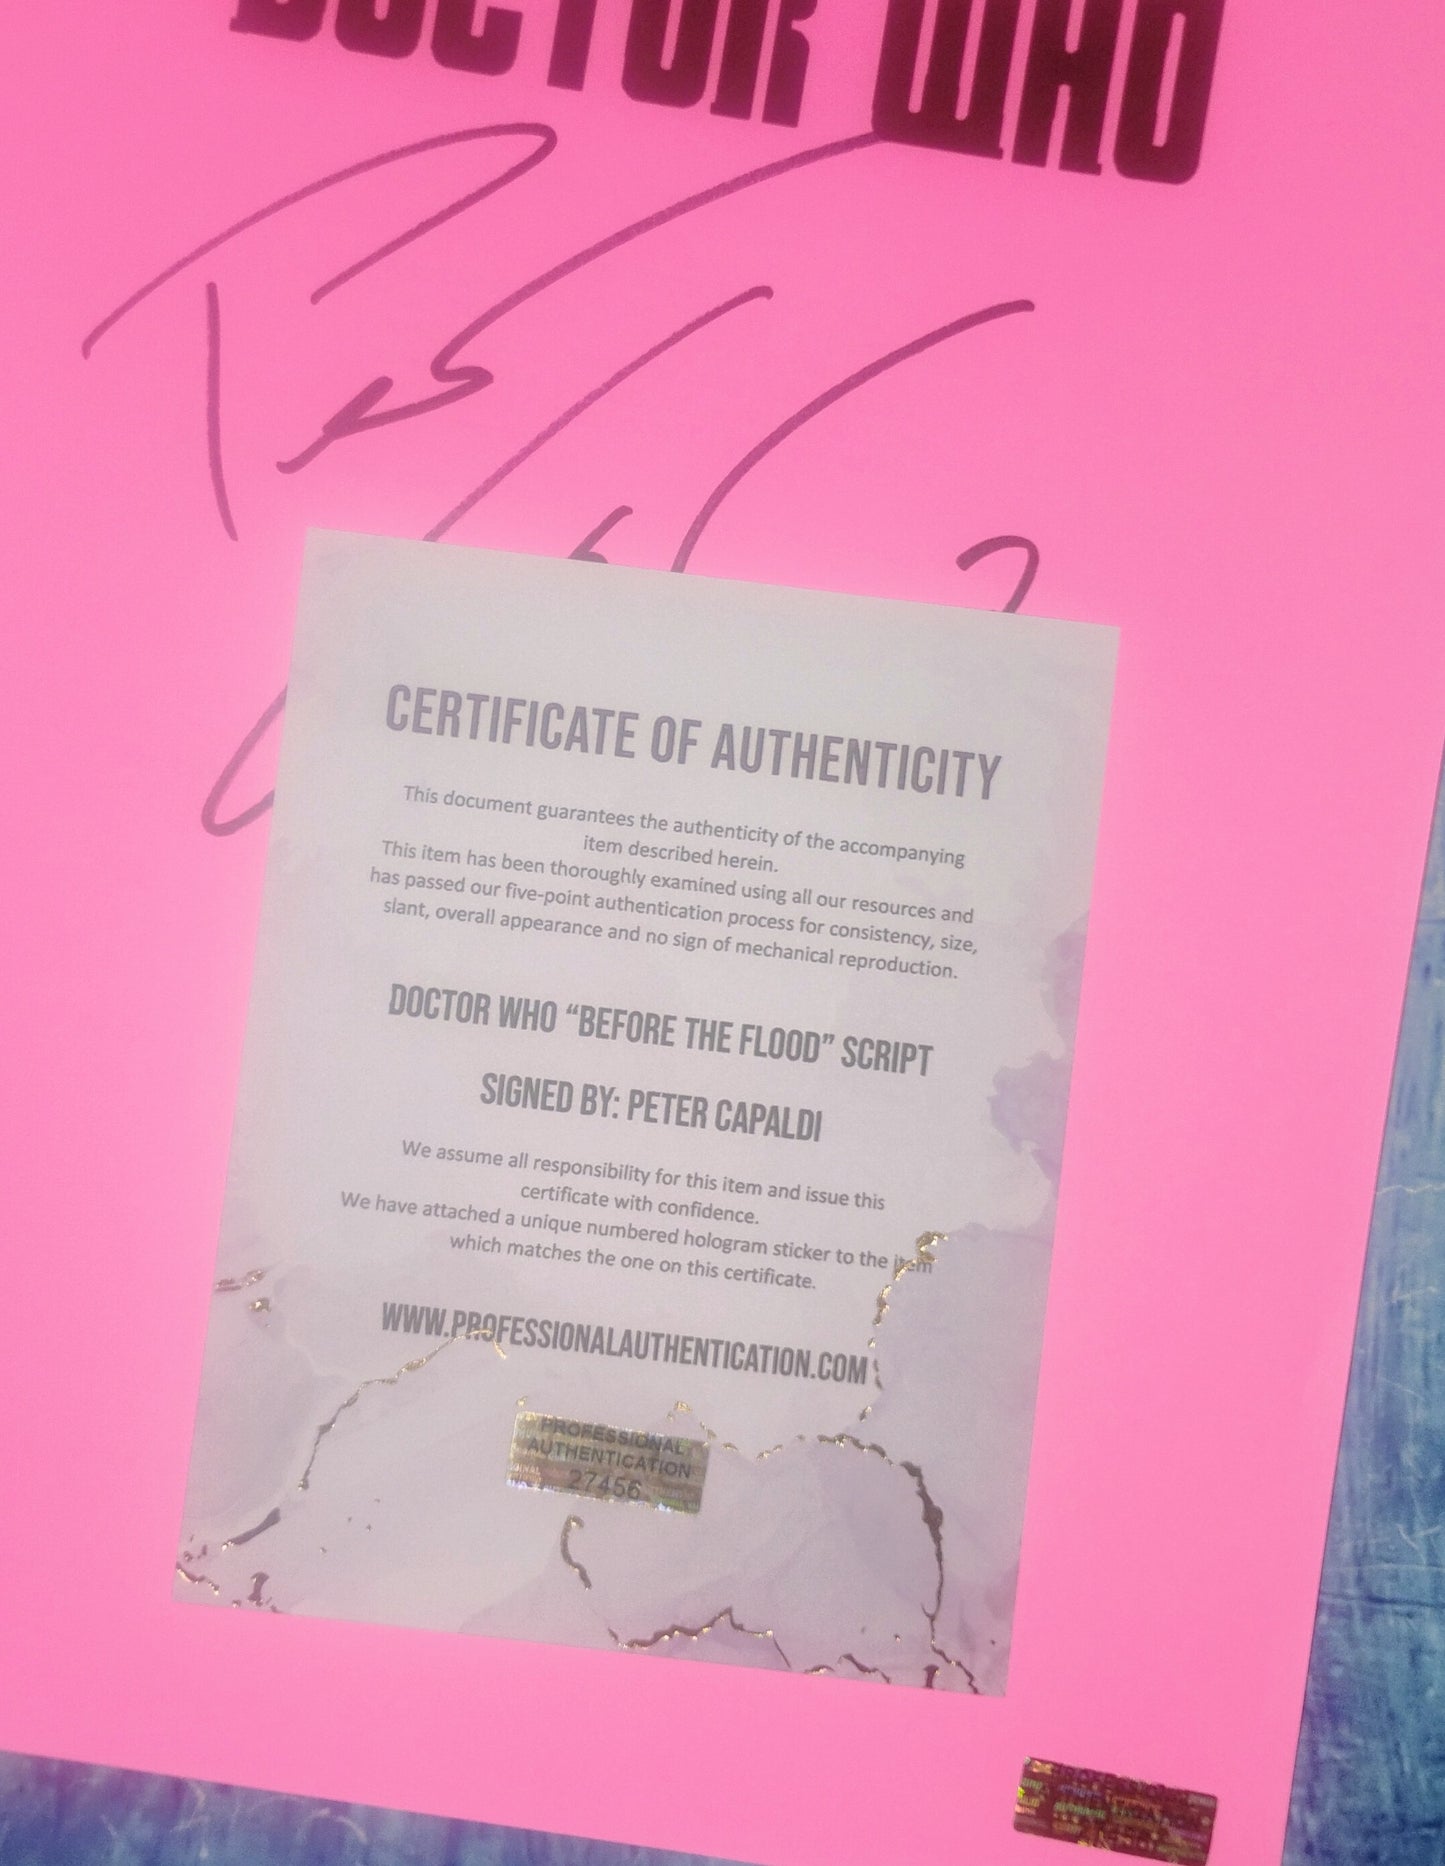 DOCTOR WHO
CERTIFICATE OF AUTHENTICITY
This document guarantees the authenticity of the accompanying
item described herein.
This item has been thoroughly examined using all our resources and
has passed our five-point authentication process for consistency, size,
slant, overall appearance and no sign of mechanical reproduction.
DOCTOR WHO “BEFORE THE FLOOD” SCRIPT
SIGNED BY: PETER CAPALDI
We assume all responsibility for this item and issue this
certificate with confidence.
We have attached a unique numbered hologram sticker to the item
which matches the one on this certificate.
WWW.PROFESSIONALAUTHENTICATION.COM
PROFESSIONAL
AUTHENTICATION
27456